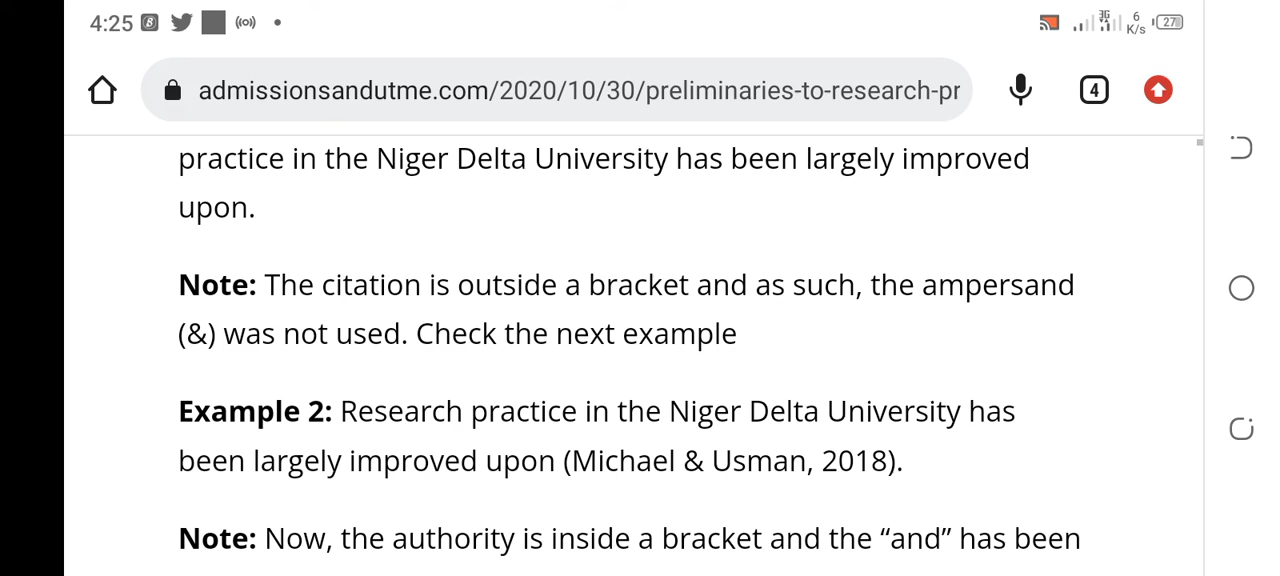 4:25
3G 6 K/s 27
admissionsandutme.com/2020/10/30/preliminaries-to-research-pr
4
practice in the Niger Delta University has been largely improved
upon.
Note: The citation is outside a bracket and as such, the ampersand
(&) was not used. Check the next example
Example 2: Research practice in the Niger Delta University has
been largely improved upon (Michael & Usman, 2018).
Note: Now, the authority is inside a bracket and the “and” has been